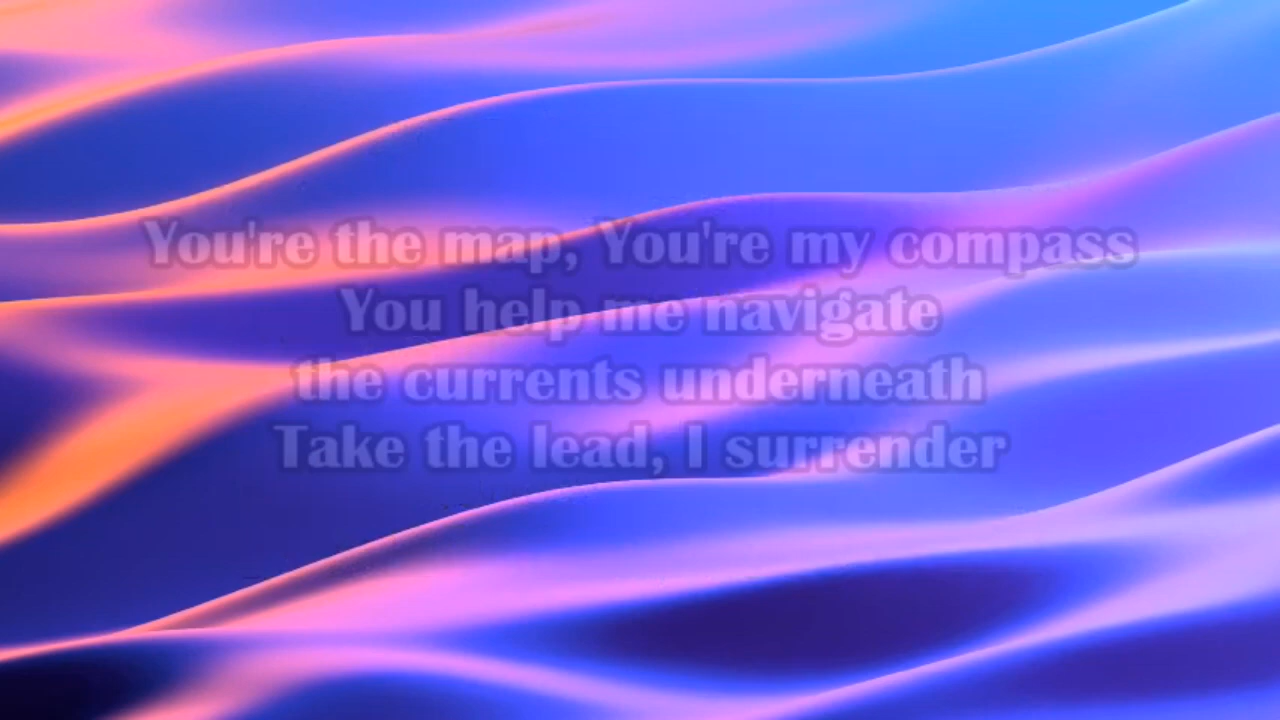 You're the map, You're my compass
You help me navigate
the currents underneath
Take the lead, I surrender